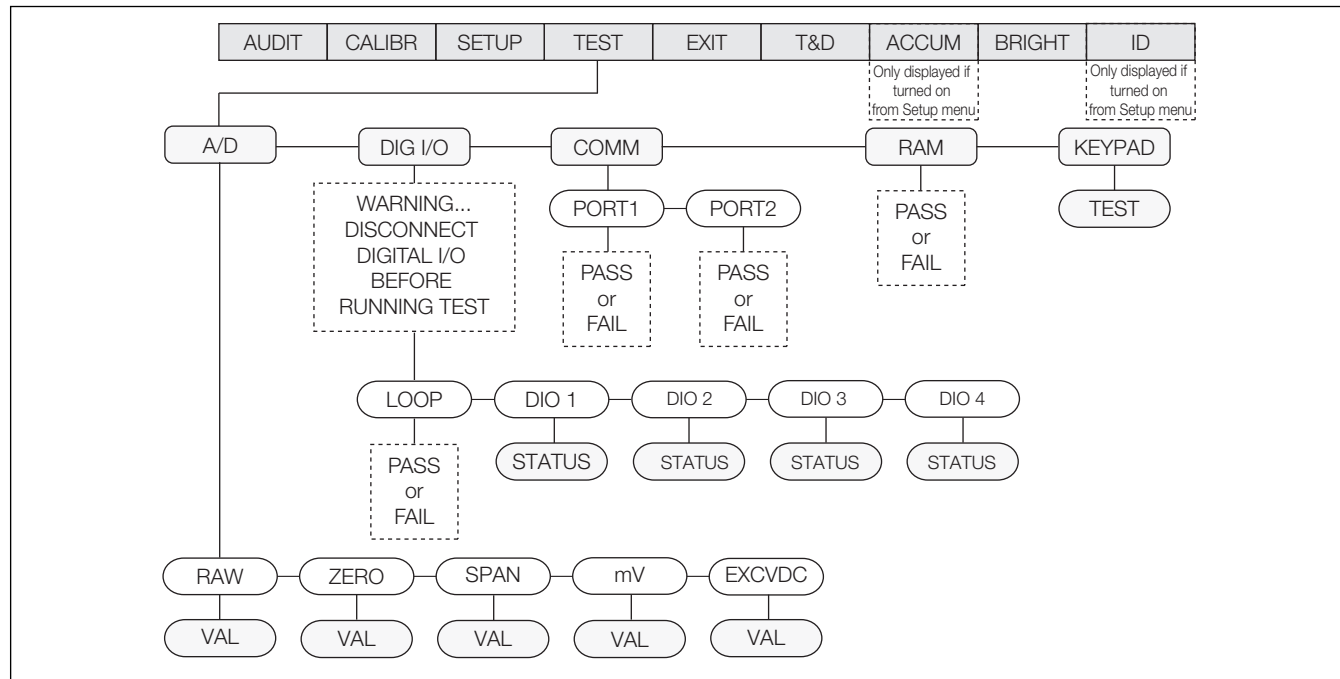 AUDIT CALIBR SETUP TEST EXIT T&D ACCUM BRIGHT ID
Only displayed if
turned on
from Setup menu
Only displayed if
turned on
from Setup menu
A/D DIG I/O COMM RAM KEYPAD
WARNING...
DISCONNECT
DIGITAL I/O
BEFORE
RUNNING TEST
PORT1 PORT2
PASS
or
FAIL
PASS
or
FAIL
PASS
or
FAIL
TEST
LOOP DIO 1 DIO 2 DIO 3 DIO 4
PASS
or
FAIL
STATUS STATUS STATUS STATUS
RAW ZERO SPAN mV EXCVDC
VAL VAL VAL VAL VAL